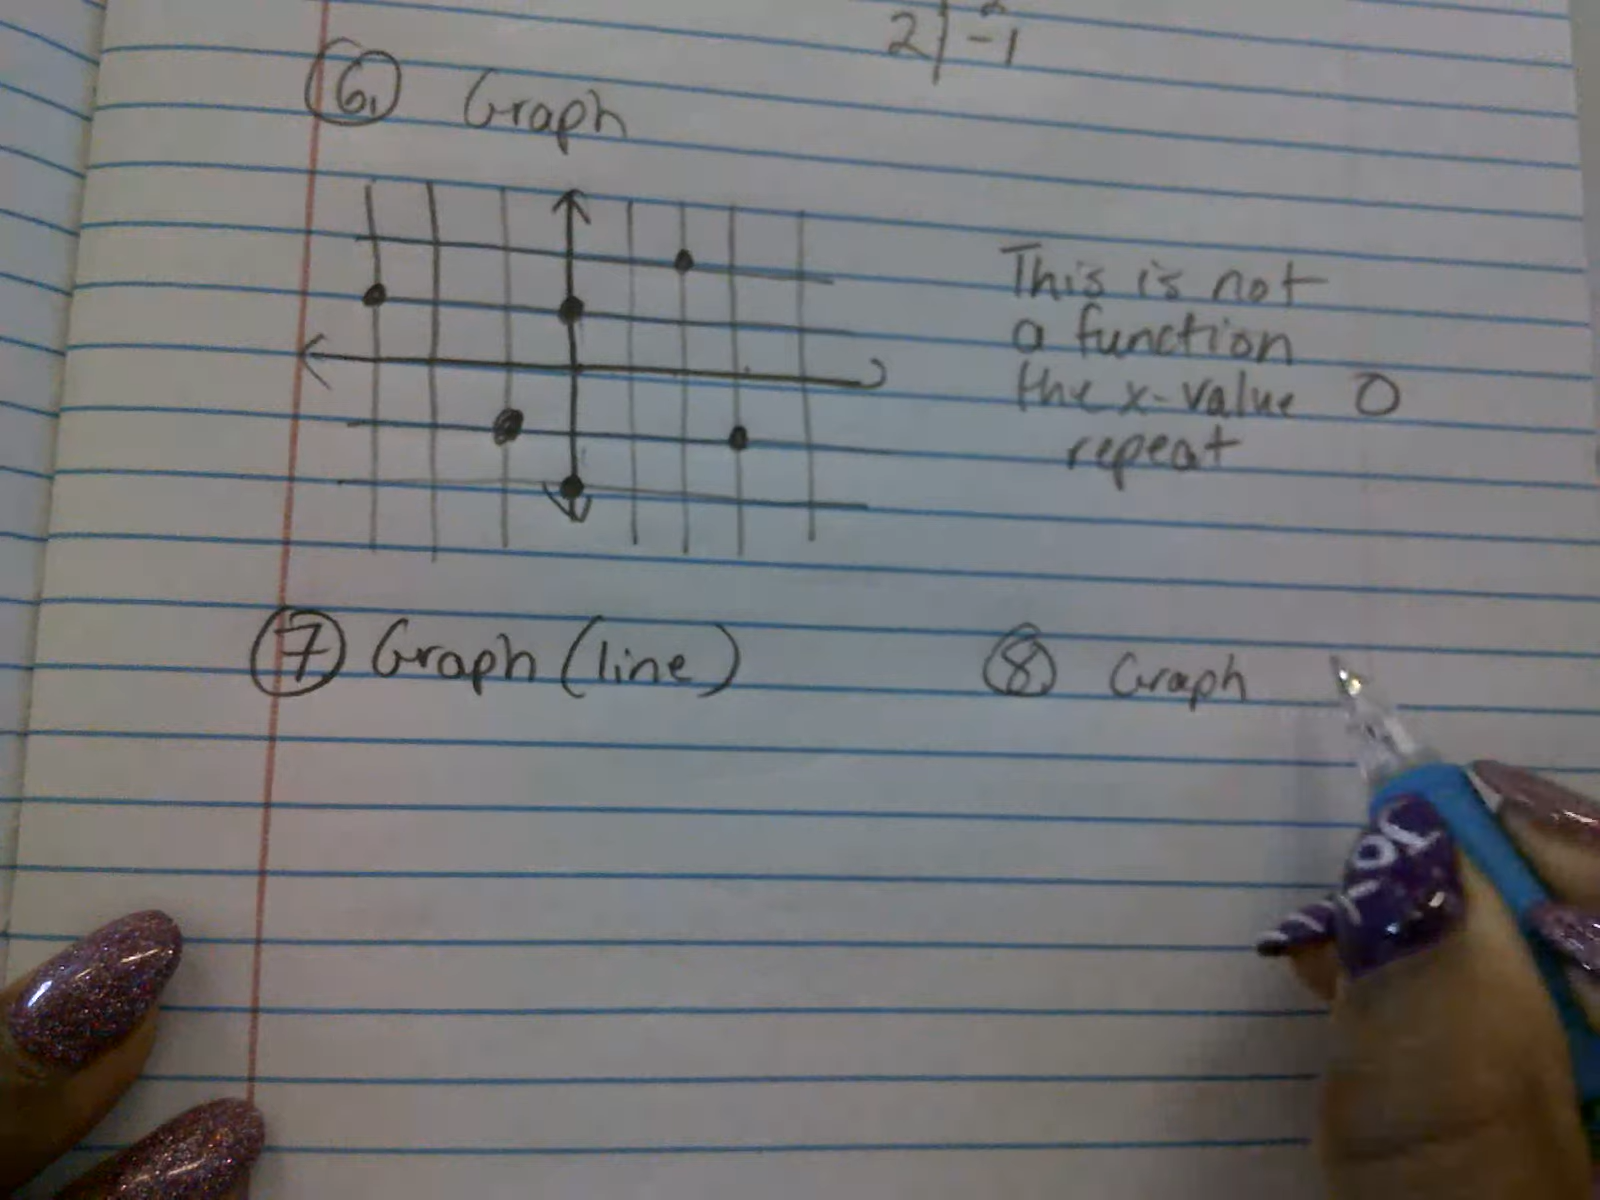 2 -1
6. Graph
This is not
a function
the x-value 0
repeat
7 Graph (line)
8 Graph